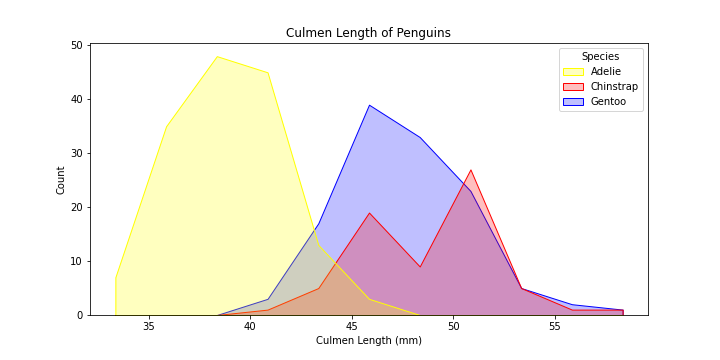 Culmen Length of Penguins
Species
Adelie
Chinstrap
Gentoo
50
40
30
20
10
0
Count
35 40 45 50 55
Culmen Length (mm)